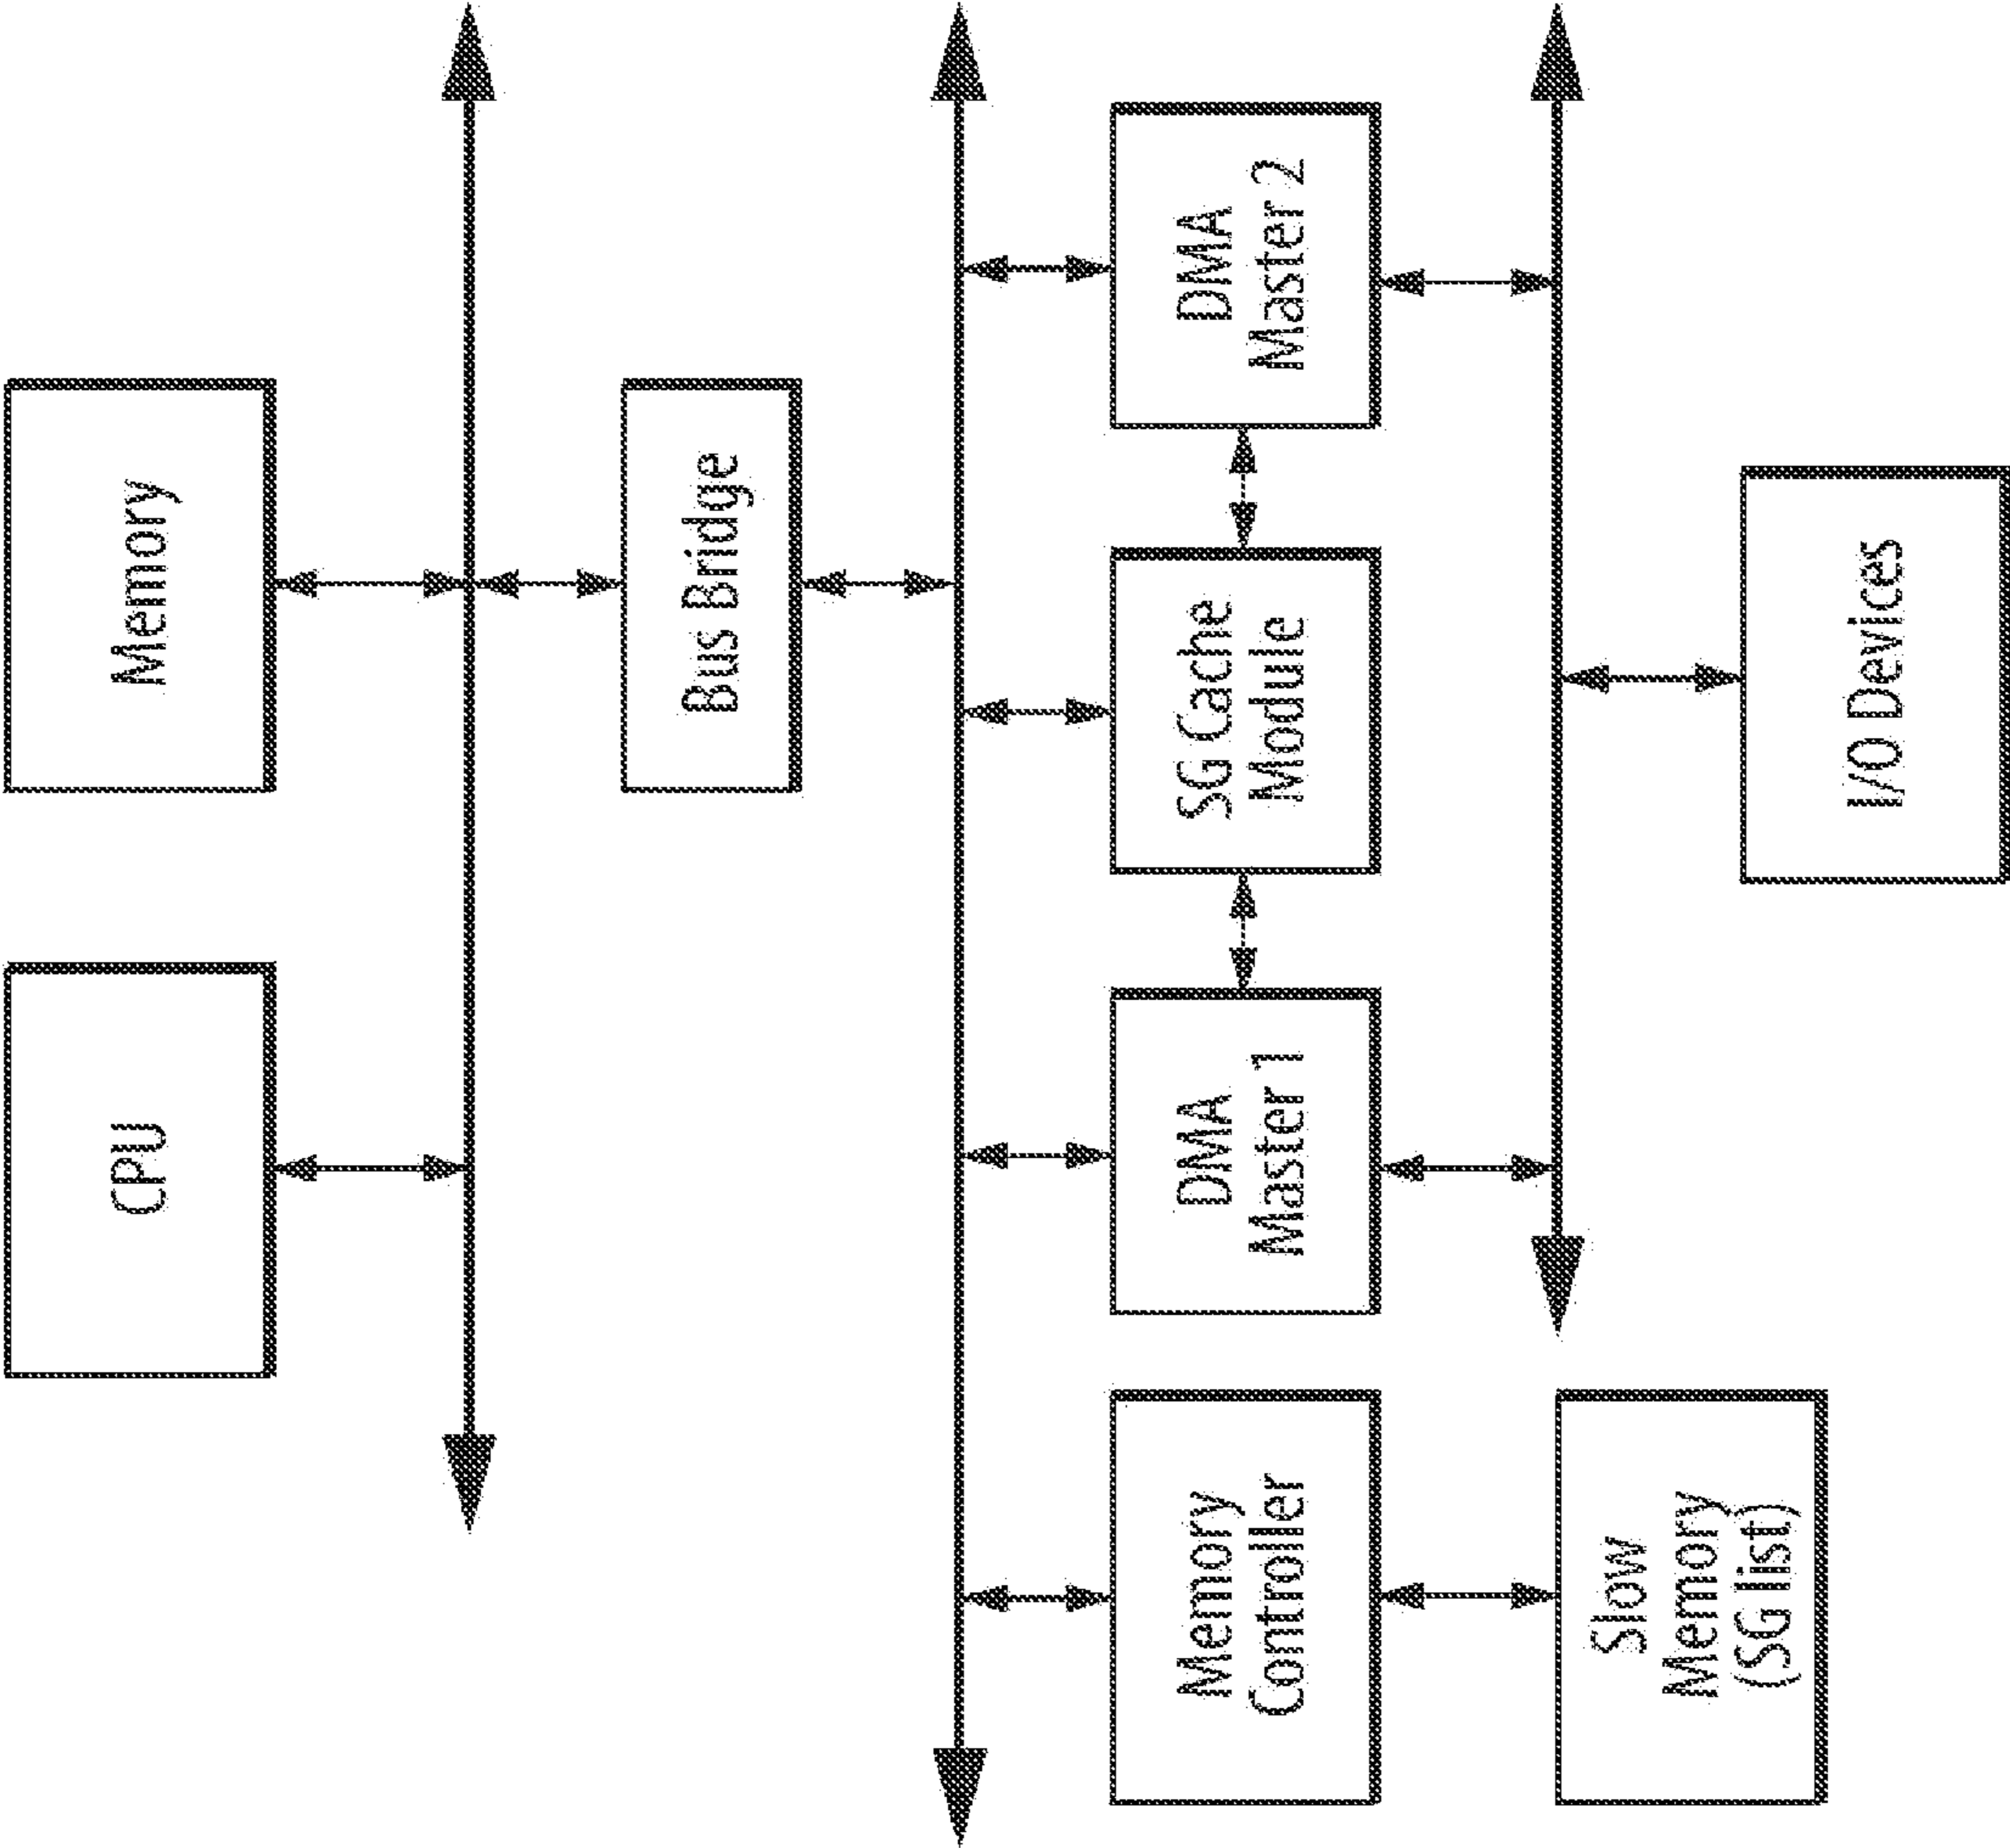 CPU
Memory
Bus Bridge
Memory
Controller
DMA
Master 1
SG Cache
Module
DMA
Master 2
Slow
Memory
(SG list)
I/O Devices